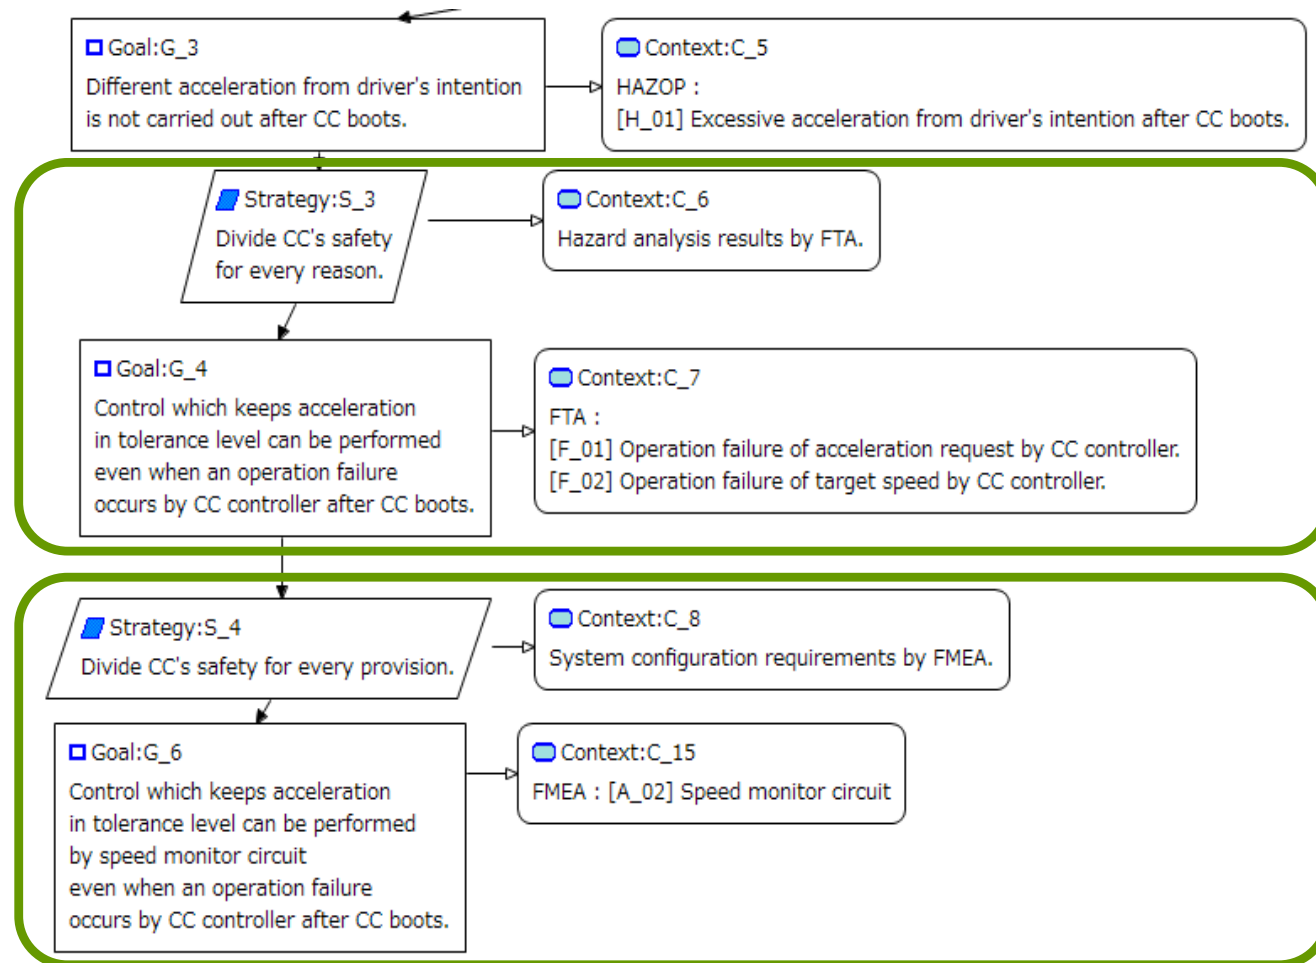 Goal:G_3
Different acceleration from driver's intention
is not carried out after CC boots.
Context:C_5
HAZOP :
[H_01] Excessive acceleration from driver's intention after CC boots.
Strategy:S_3
Divide CC's safety
for every reason.
Context:C_6
Hazard analysis results by FTA.
Goal:G_4
Control which keeps acceleration
in tolerance level can be performed
even when an operation failure
occurs by CC controller after CC boots.
Context:C_7
FTA :
[F_01] Operation failure of acceleration request by CC controller.
[F_02] Operation failure of target speed by CC controller.
Strategy:S_4
Divide CC's safety for every provision.
Context:C_8
System configuration requirements by FMEA.
Goal:G_6
Control which keeps acceleration
in tolerance level can be performed
by speed monitor circuit
even when an operation failure
occurs by CC controller after CC boots.
Context:C_15
FMEA : [A_02] Speed monitor circuit